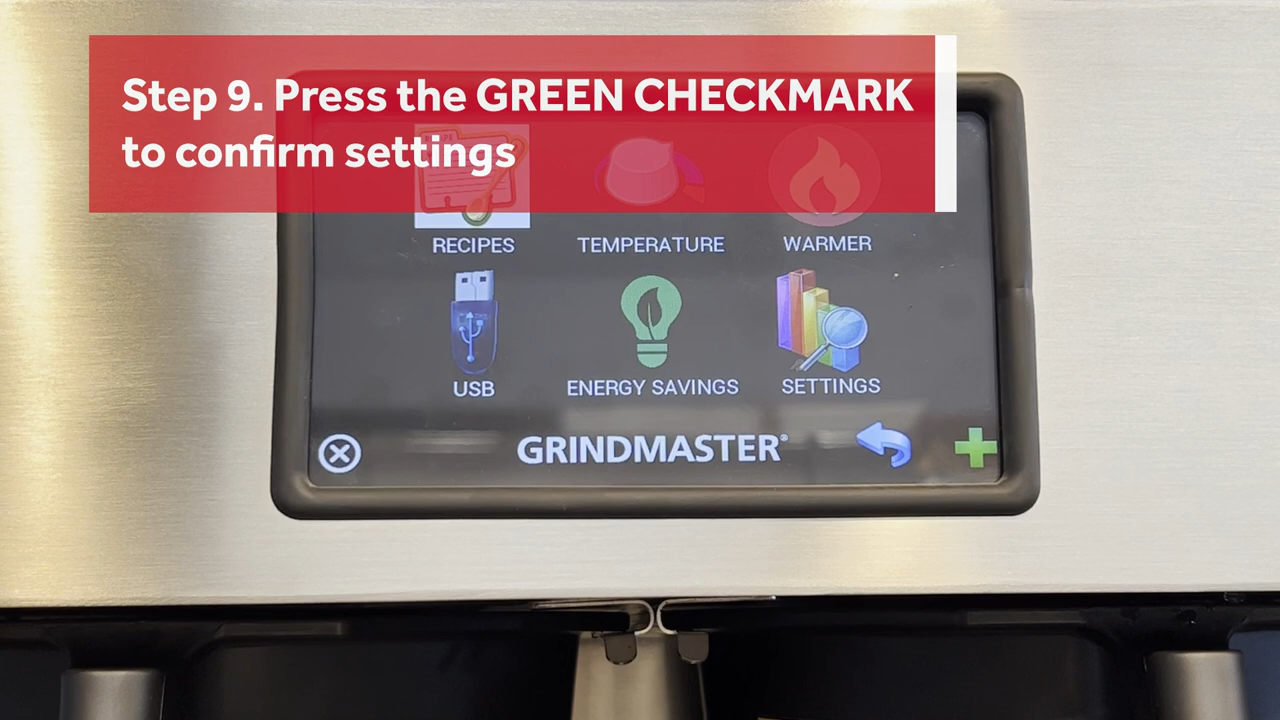 Step 9. Press the GREEN CHECKMARK
to confirm settings
RECIPES TEMPERATURE WARMER
USB ENERGY SAVINGS SETTINGS
GRINDMASTER®